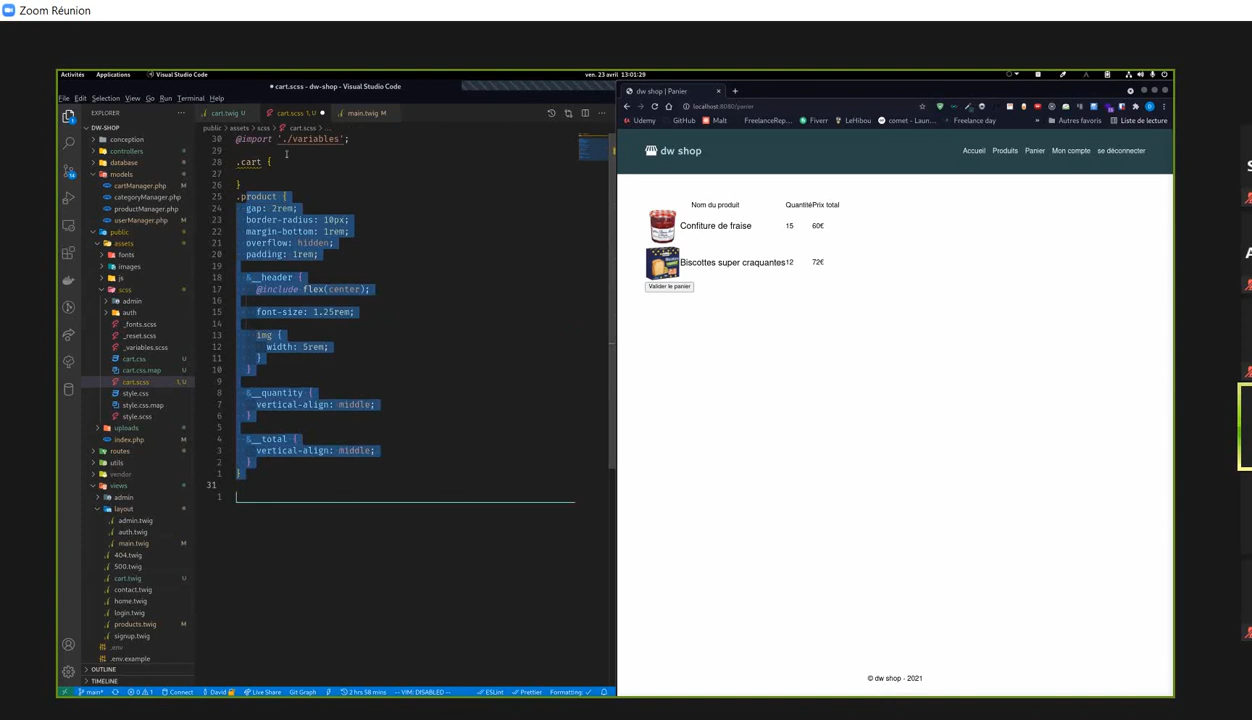 Zoom Réunion
Activités Applications Visual Studio Code ven. 23 avril 13:01:29
● cart.scss - dw-shop - Visual Studio Code
File Edit Selection View Go Run Terminal Help
EXPLORER
DW-SHOP
conception
controllers
database
models
cartManager.php M
categoryManager.php
productManager.php
userManager.php M
public
assets
fonts
images
js
scss
admin
auth
_fonts.scss
_reset.scss
_variables.scss
cart.css U
cart.css.map U
cart.scss 1, U
style.css
style.css.map
style.scss
uploads
index.php M
routes
utils
vendor
views
admin
layout
admin.twig
auth.twig
main.twig M
404.twig
500.twig
cart.twig U
contact.twig
home.twig
login.twig
products.twig M
signup.twig
.env
.env.example
OUTLINE
TIMELINE
cart.twig U cart.scss 1, U ● main.twig M
public > assets > scss > cart.scss > ...
30 @import './variables';
29
28 .cart {
27
26 }
25 .product {
24 gap: 2rem;
23 border-radius: 10px;
22 margin-bottom: 1rem;
21 overflow: hidden;
20 padding: 1rem;
19
18 &__header {
17 @include flex(center);
16
15 font-size: 1.25rem;
14
13 img {
12 width: 5rem;
11 }
10 }
9
8 &__quantity {
7 vertical-align: middle;
6 }
5
4 &__total {
3 vertical-align: middle;
2 }
1 }
31
1
main* 0 1 Connect David Live Share Git Graph 2 hrs 58 mins -- VIM: DISABLED -- ESLint Prettier Formatting:
dw shop | Panier
localhost:8080/panier
Udemy GitHub Malt FreelanceRep... Fiverr LeHibou comet - Launch... Freelance day » Autres favoris Liste de lecture
dw shop Accueil Produits Panier Mon compte se déconnecter
Nom du produit Quantité Prix total
Confiture de fraise 15 60€
Biscottes super craquantes 12 72€
Valider le panier
© dw shop - 2021